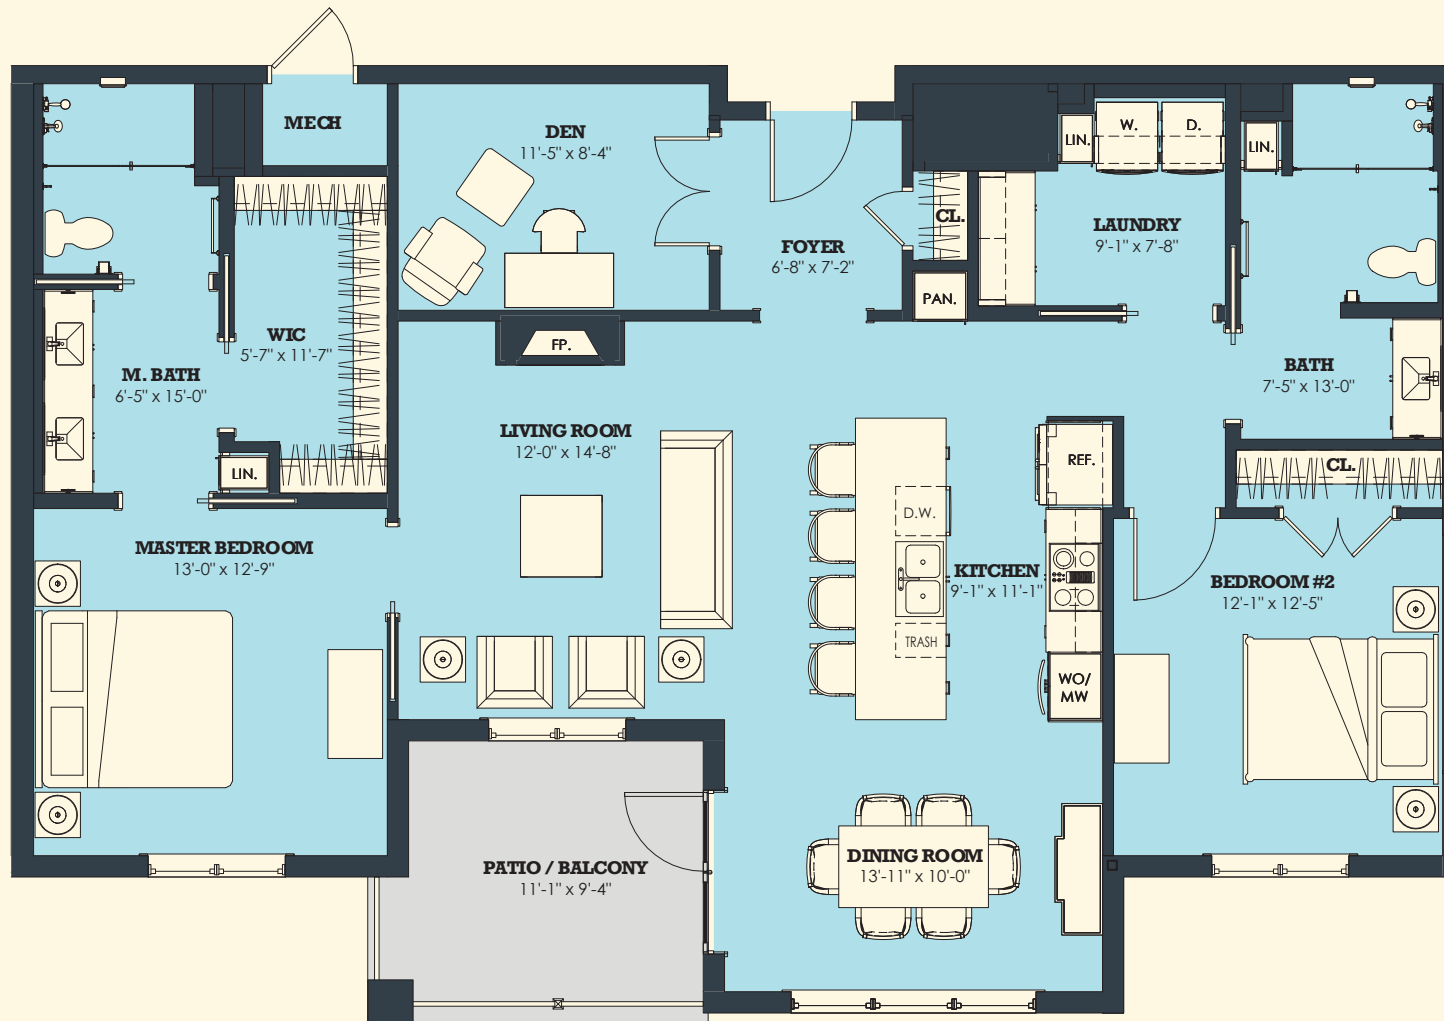 MECH
DEN
11'-5" x 8'-4"
LIN.
W.
D.
LIN.
CL.
LAUNDRY
9'-1" x 7'-8"
FOYER
6'-8" x 7'-2"
PAN.
WIC
5'-7" x 11'-7"
FP.
M. BATH
6'-5" x 15'-0"
BATH
7'-5" x 13'-0"
LIVING ROOM
12'-0" x 14'-8"
LIN.
REF.
CL.
D.W.
MASTER BEDROOM
13'-0" x 12'-9"
KITCHEN
9'-1" x 11'-1"
BEDROOM #2
12'-1" x 12'-5"
TRASH
WO/
MW
PATIO / BALCONY
11'-1" x 9'-4"
DINING ROOM
13'-11" x 10'-0"